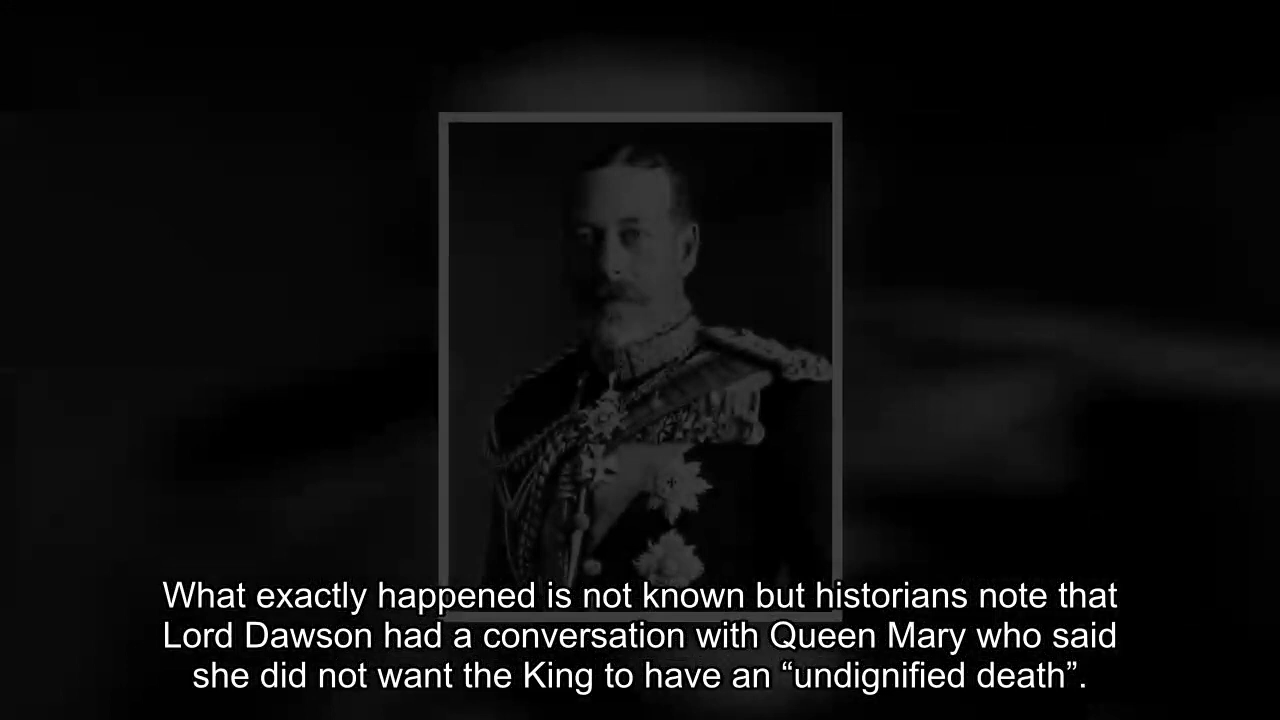 What exactly happened is not known but historians note that
Lord Dawson had a conversation with Queen Mary who said
she did not want the King to have an “undignified death”.